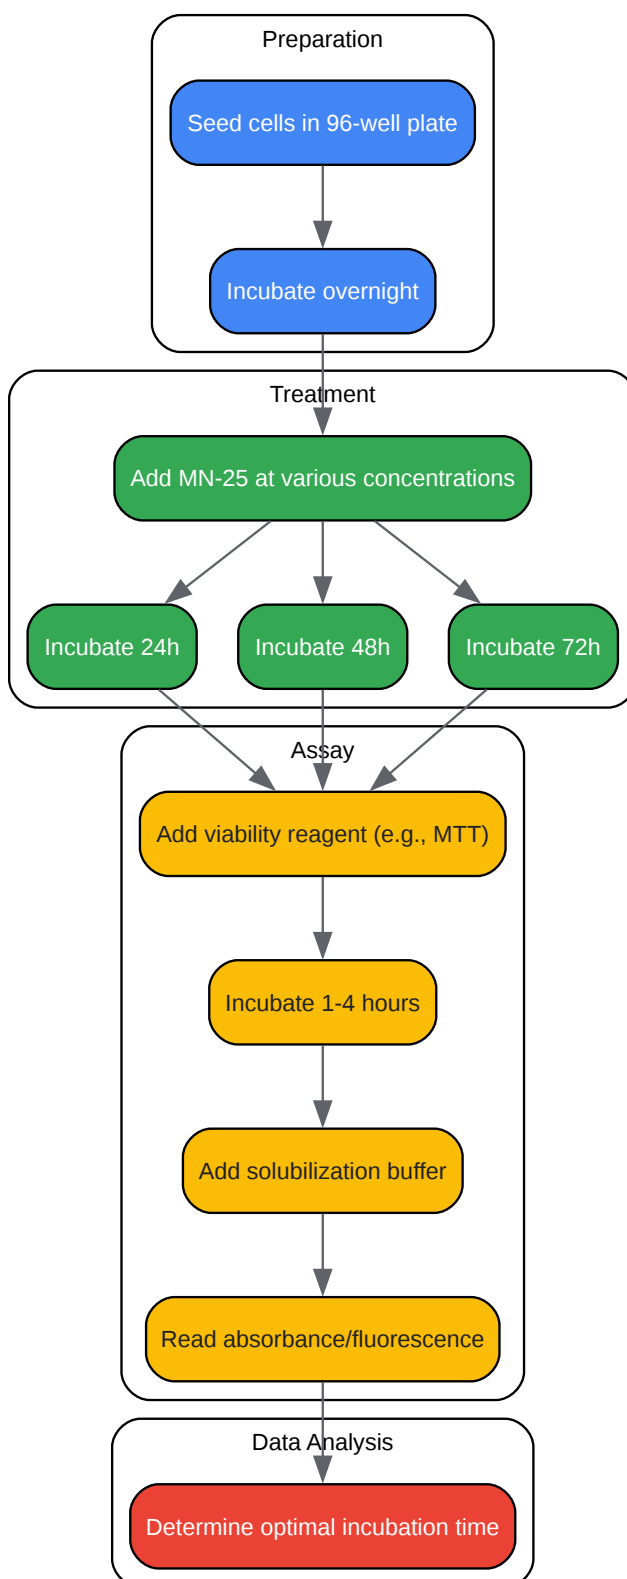 Preparation
Seed cells in 96-well plate
Incubate overnight
Treatment
Add MN-25 at various concentrations
Incubate 24h
Incubate 48h
Incubate 72h
Assay
Add viability reagent (e.g., MTT)
Incubate 1-4 hours
Add solubilization buffer
Read absorbance/fluorescence
Data Analysis
Determine optimal incubation time